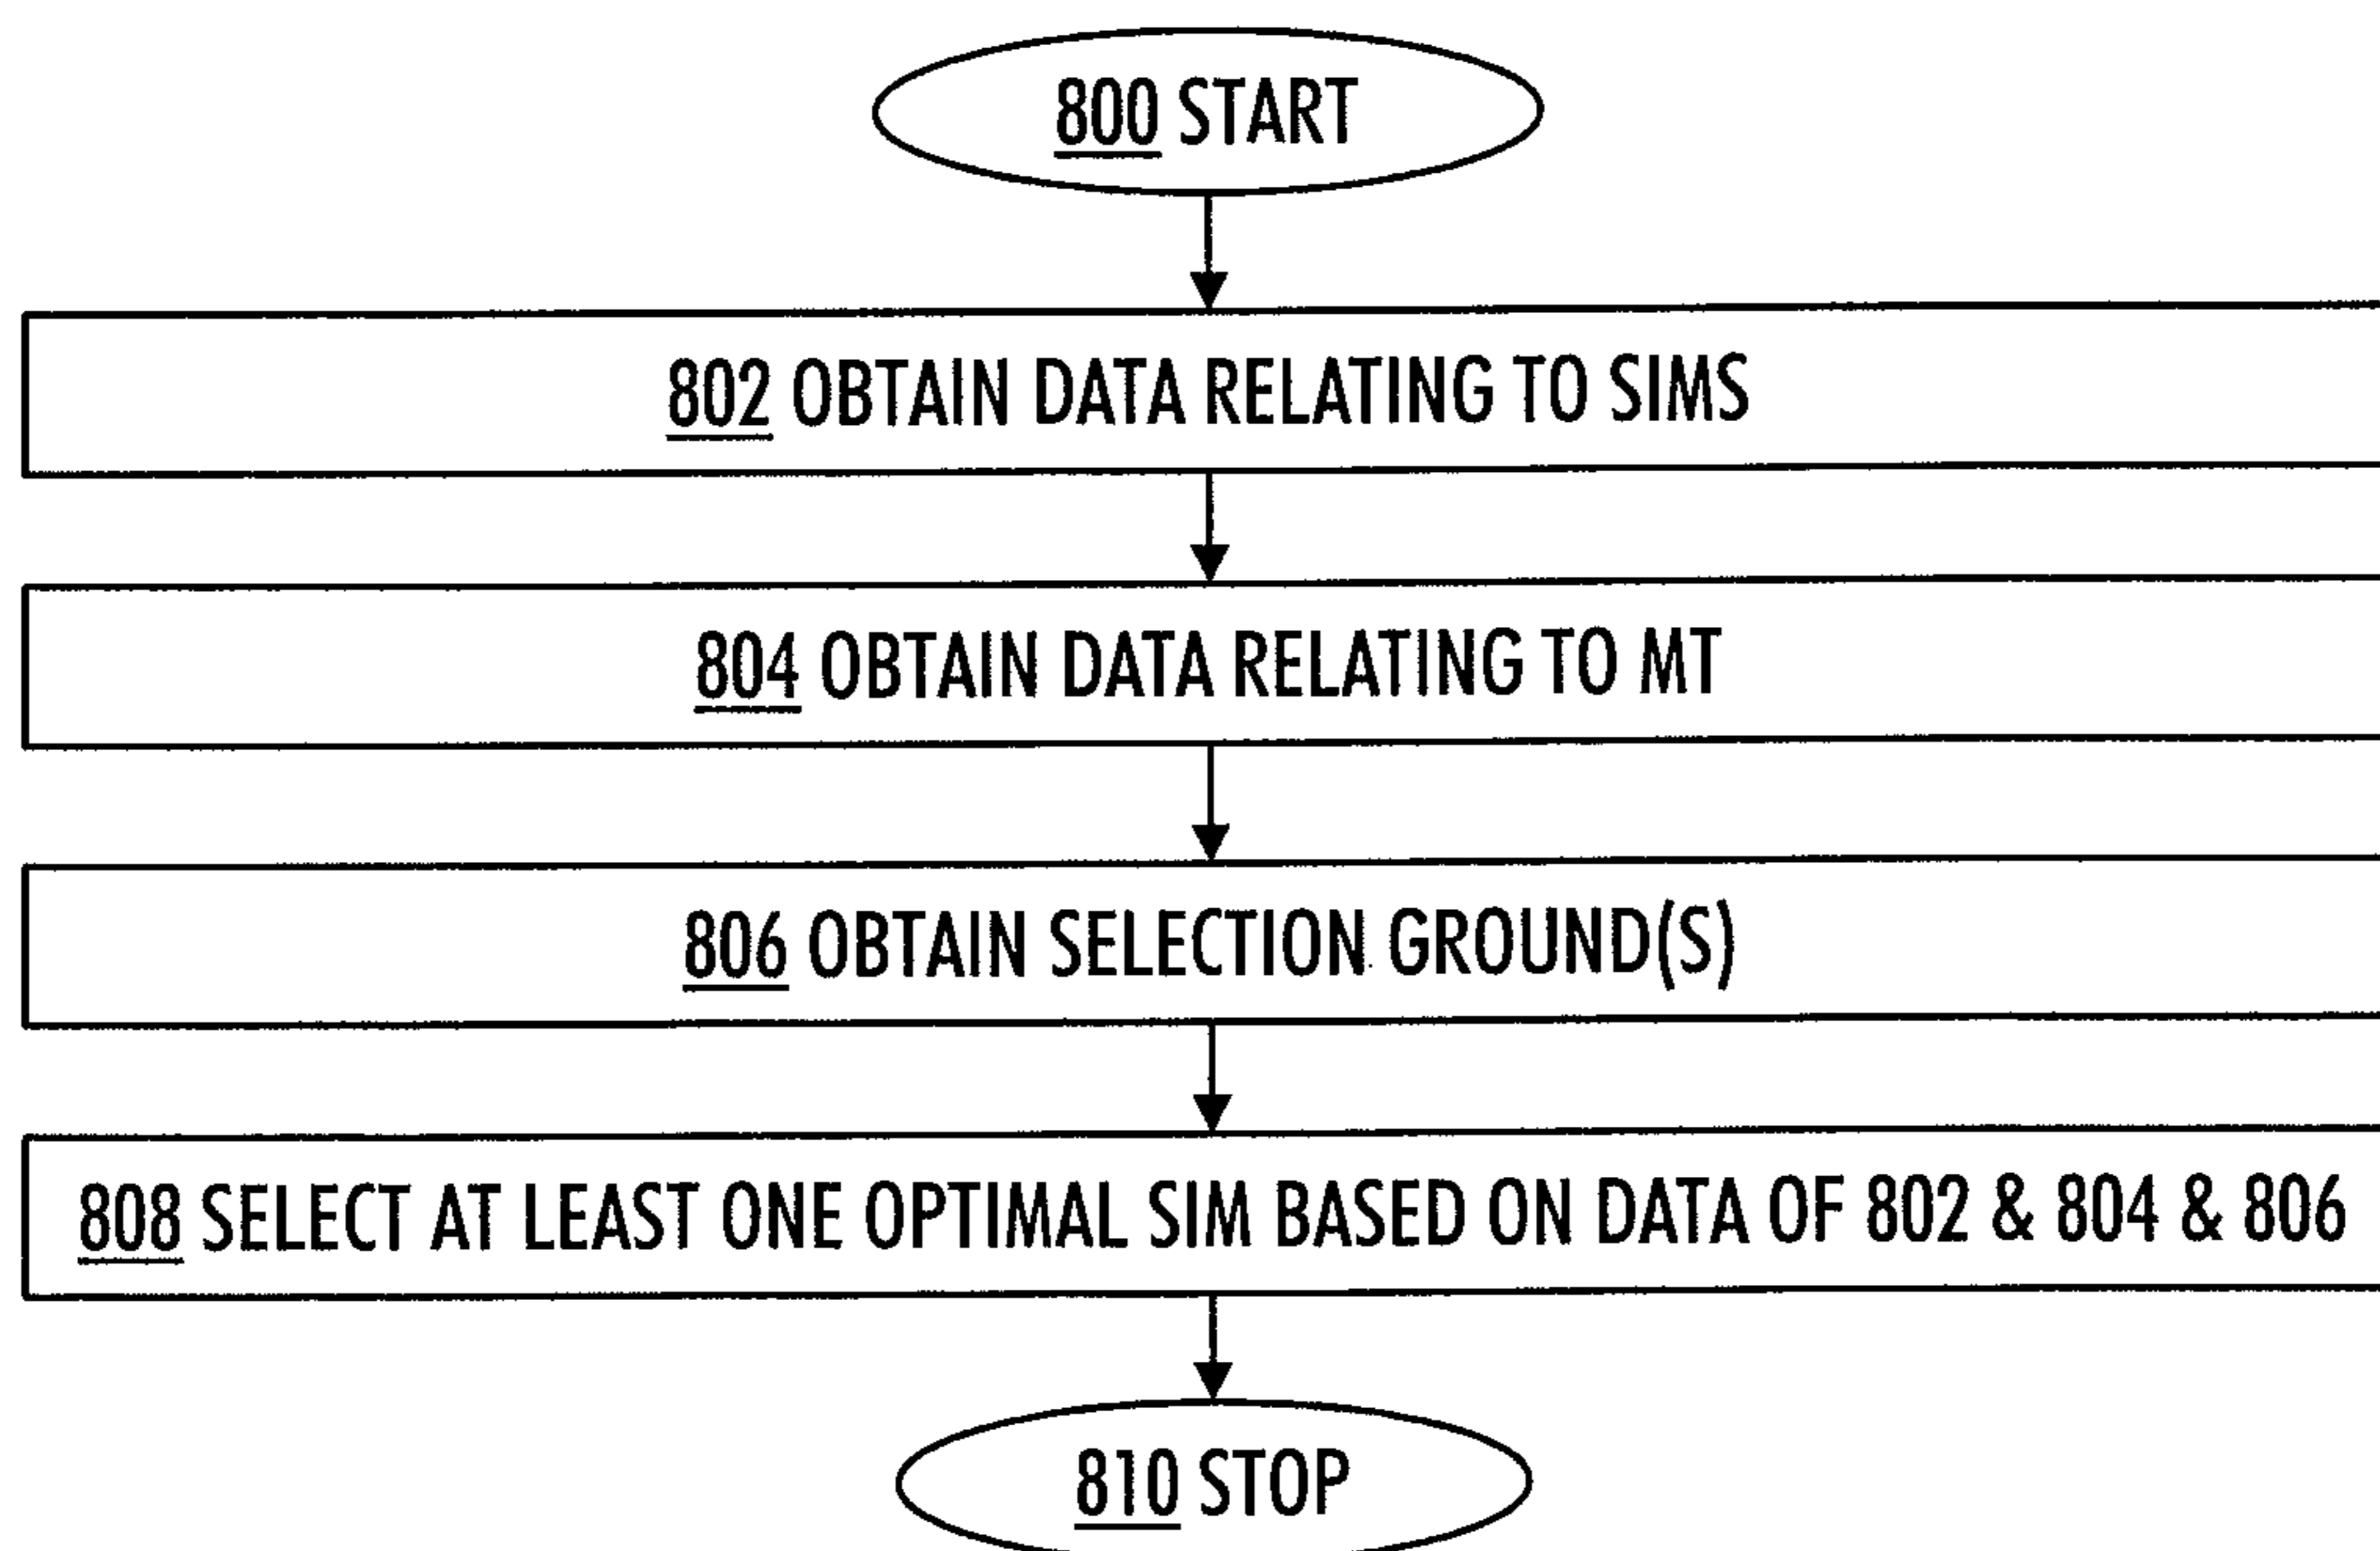 800 START
802 OBTAIN DATA RELATING TO SIMS
804 OBTAIN DATA RELATING TO MT
806 OBTAIN SELECTION GROUND(S)
808 SELECT AT LEAST ONE OPTIMAL SIM BASED ON DATA OF 802 & 804 & 806
810 STOP